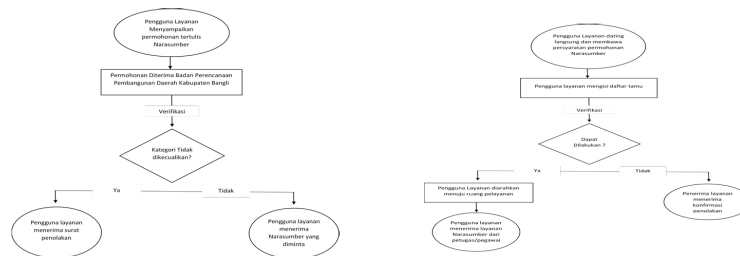 Pengguna Layanan
Menyampaikan
permohonan tertulis
Narasumber
Permohonan Diterima Badan Perencanaan
Pembangunan Daerah Kabupaten Bangli
Verifikasi
Kategori Tidak
dikecualikan?
Ya
Tidak
Pengguna layanan
menerima surat
penolakan
Pengguna layanan
menerima
Narasumber yang
diminta
Pengguna Layanan dating
langsung dan membawa
persyaratan permohonan
Narasumber
Pengguna layanan mengisi daftar tamu
Verifikasi
Dapat
Dilakukan ?
Ya
Tidak
Pengguna Layanan diarahkan
menuju ruang pelayanan
Penerima layanan
menerima
konfirmasi
penolakan
Pengguna layanan
menerima layanan
Narasumber dari
petugas/pegawai